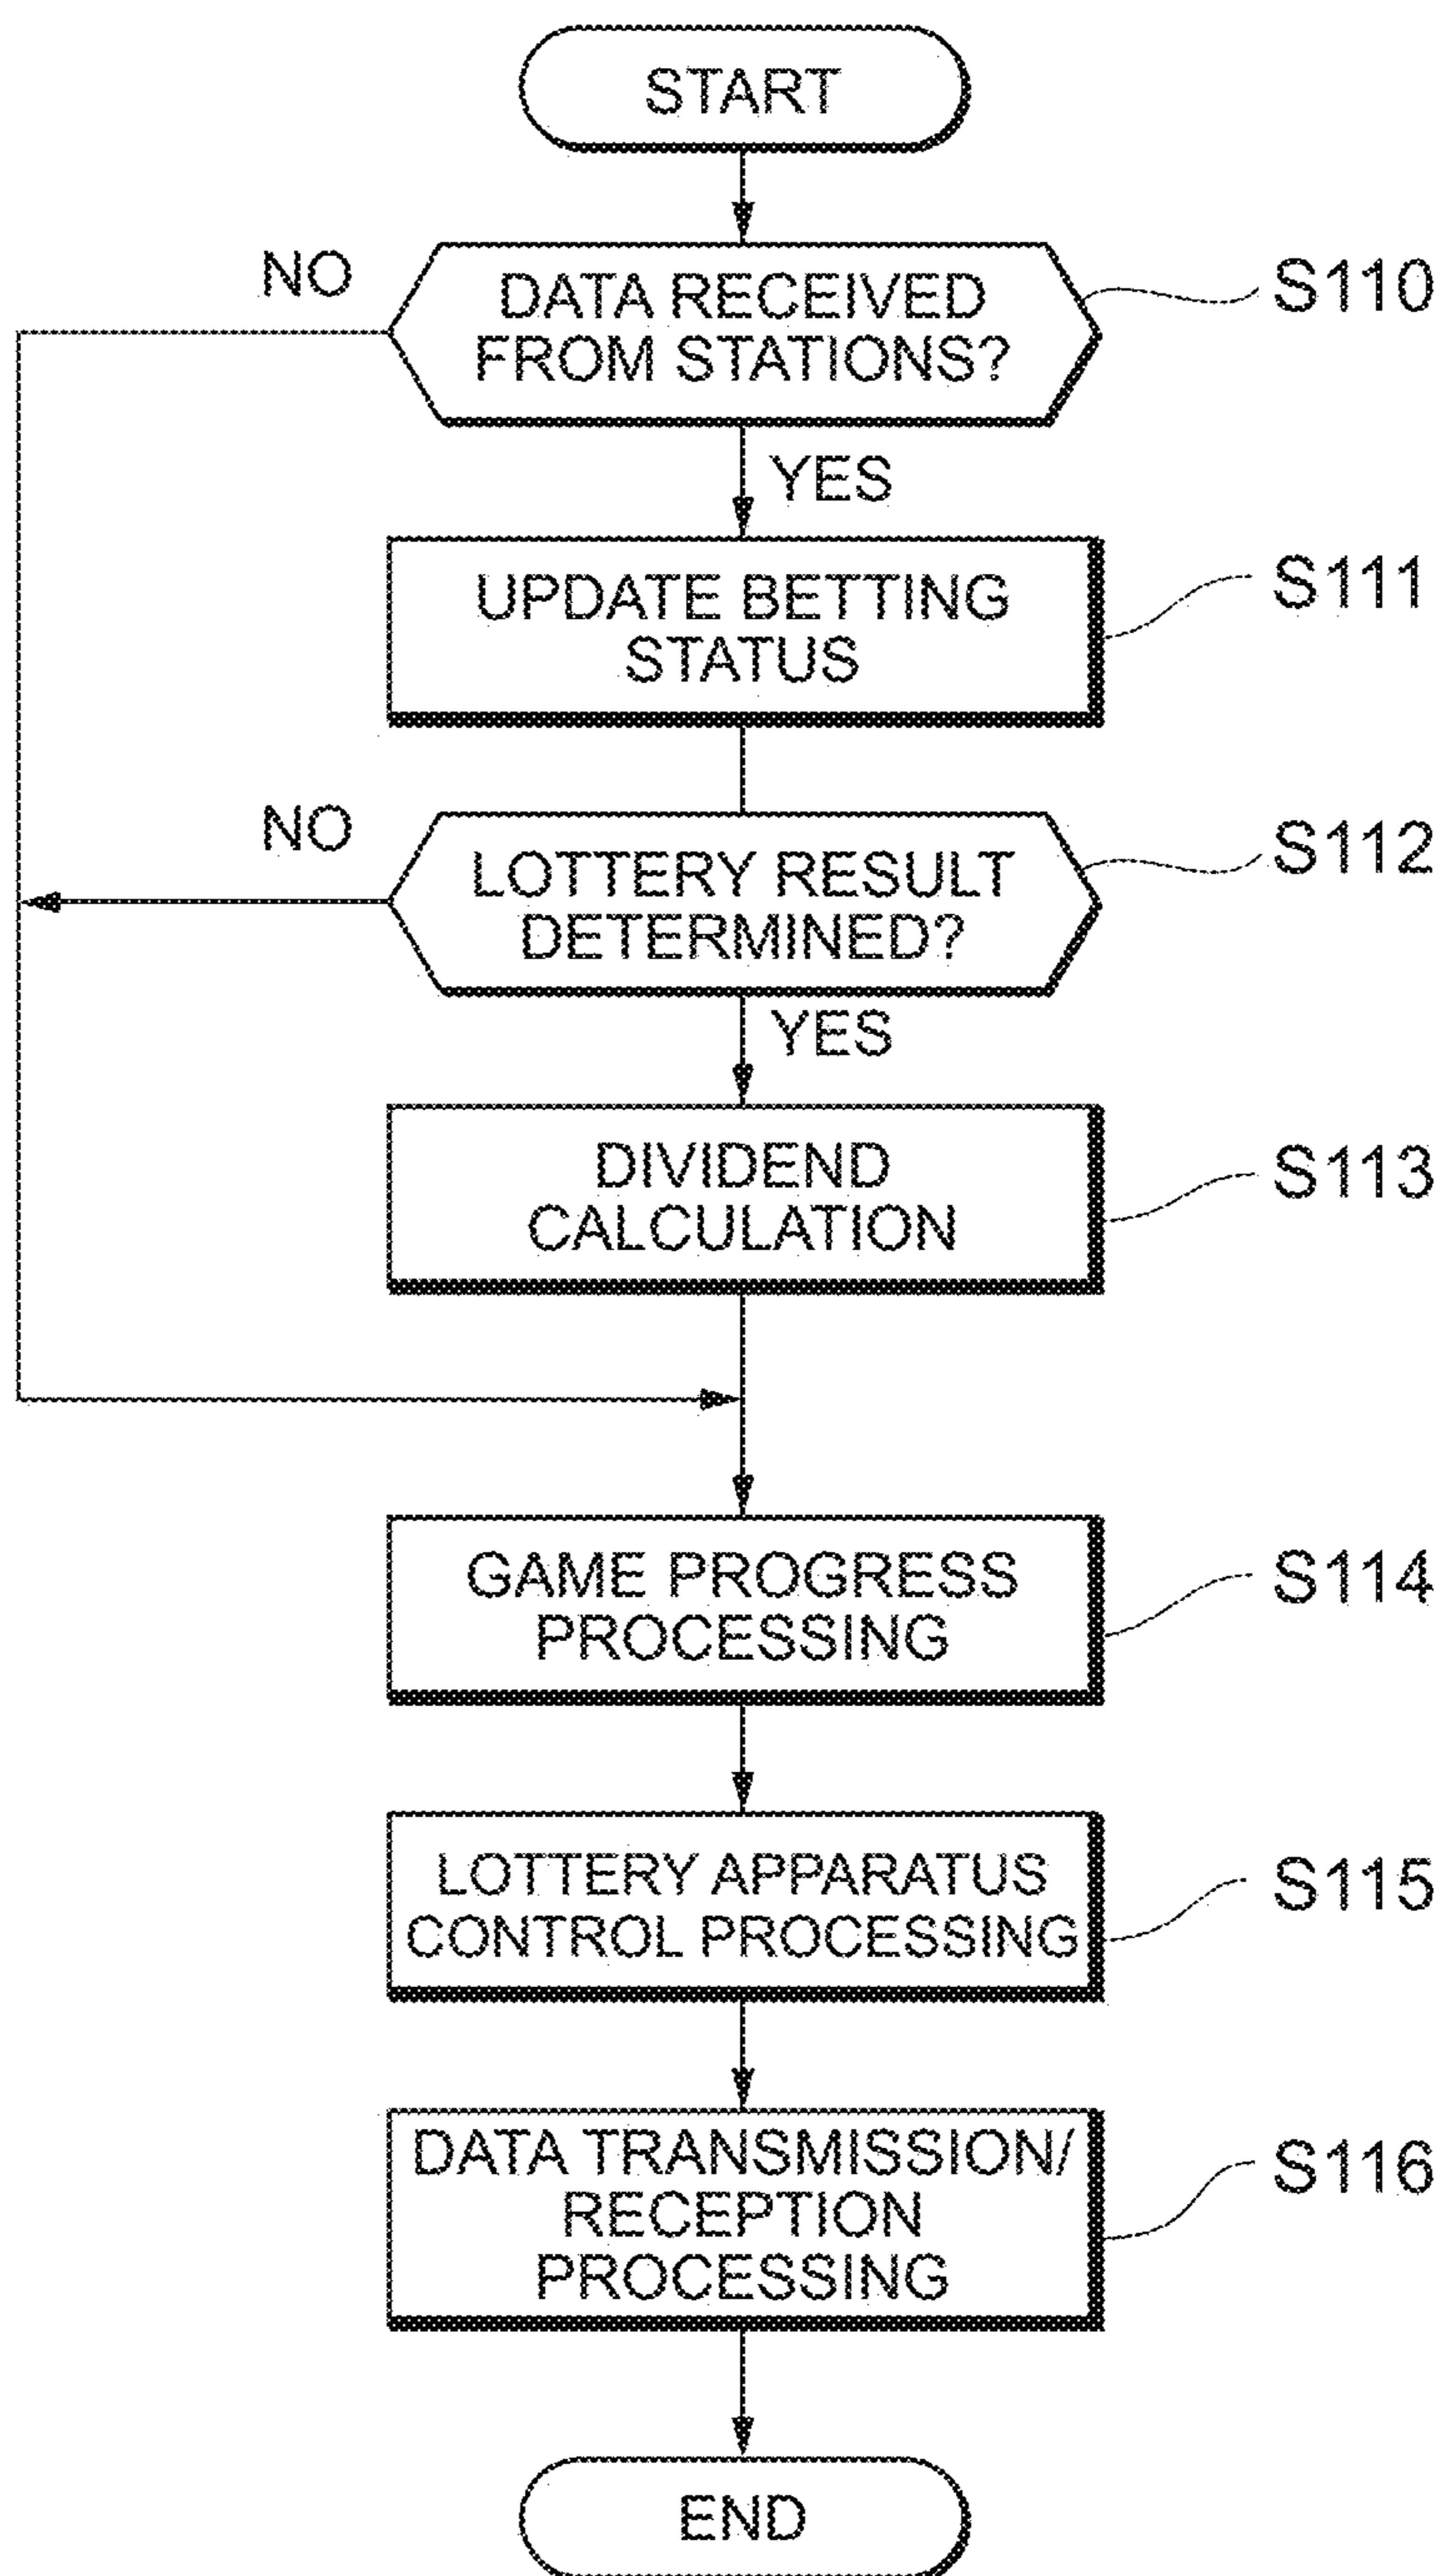 START
NO
DATA RECEIVED
FROM STATIONS?
S110
YES
UPDATE BETTING
STATUS
S111
NO
LOTTERY RESULT
DETERMINED?
S112
YES
DIVIDEND
CALCULATION
S113
GAME PROGRESS
PROCESSING
S114
LOTTERY APPARATUS
CONTROL PROCESSING
S115
DATA TRANSMISSION/
RECEPTION
PROCESSING
S116
END